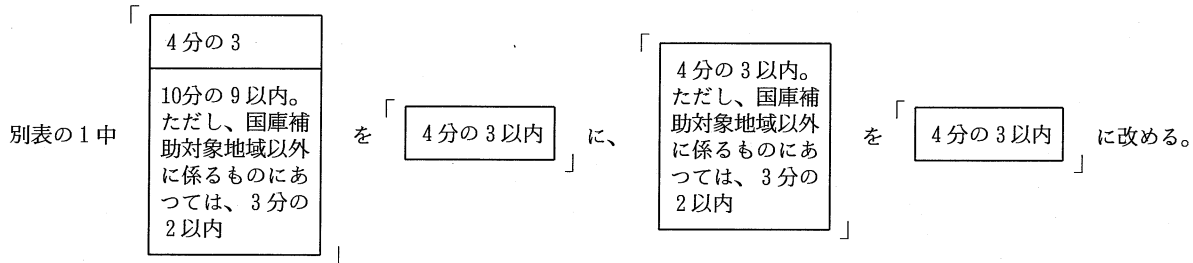 別表の1中
「
4分の3
10分の9以内。
ただし、国庫補
助対象地域以外
に係るものにあ
つては、3分の
2以内
」
を
「
4分の3以内
」
に、
「
4分の3以内。
ただし、国庫補
助対象地域以外
に係るものにあ
つては、3分の
2以内
」
を
「
4分の3以内
」
に改める。